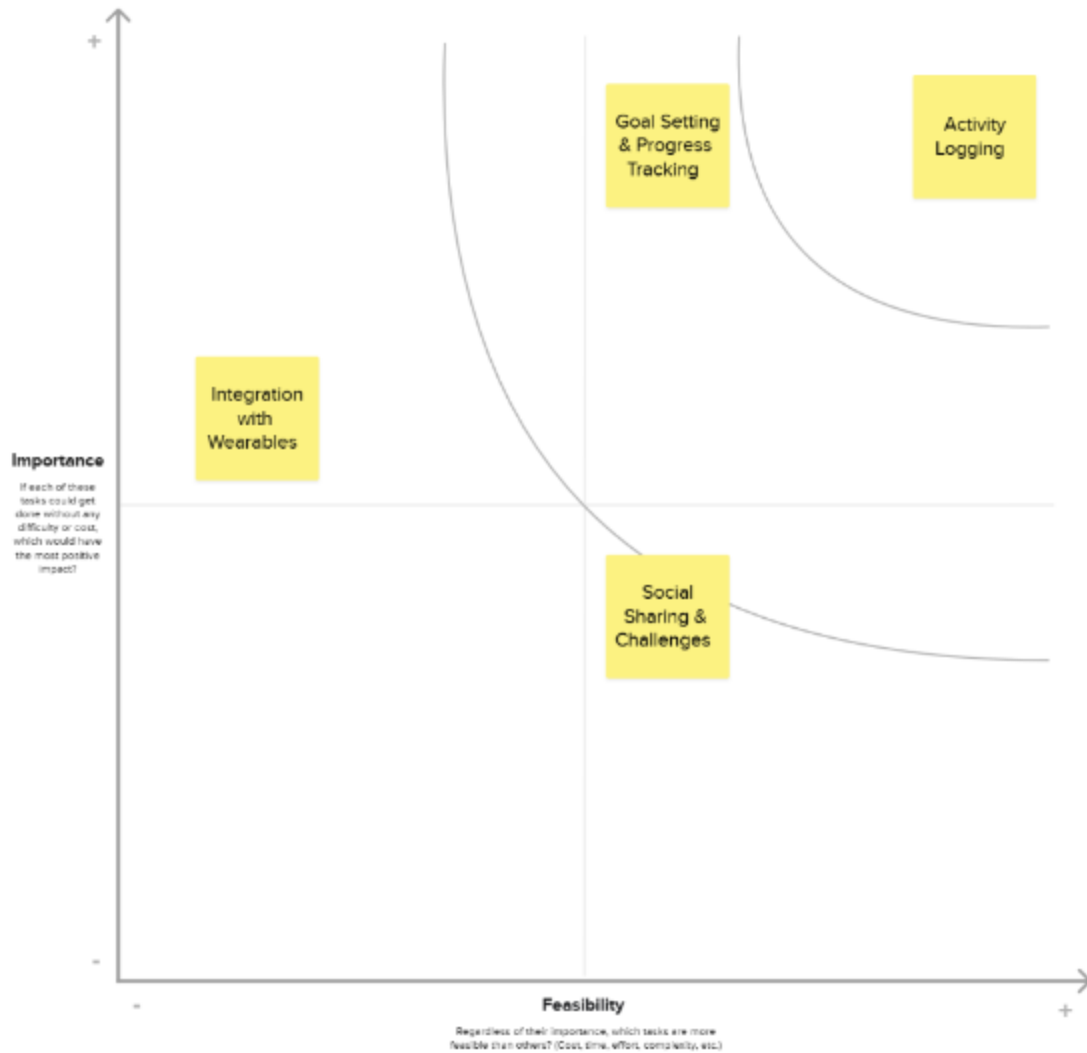 +
Goal Setting
& Progress
Tracking
Activity
Logging
Integration
with
Wearables
Importance
If each of these
tasks could get
done without any
difficulty or cost,
which would have
the most positive
impact?
Social
Sharing &
Challenges
-
-
Feasibility
+
Regardless of their importance, which tasks are more
feasible than others? (Cost, time, effort, complexity, etc.)